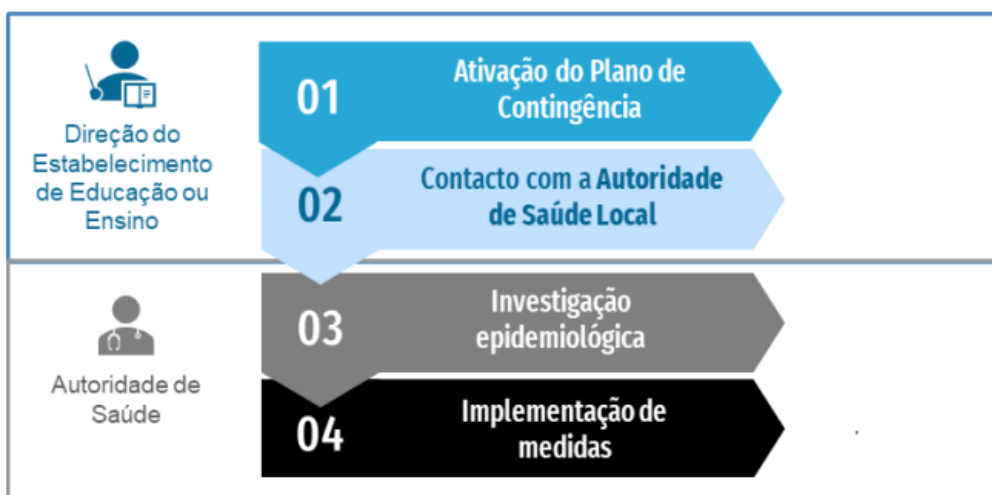 Direção do
Estabelecimento
de Educação ou
Ensino
01
Ativação do Plano de
Contingência
02
Contacto com a Autoridade
de Saúde Local
Autoridade de
Saúde
03
Investigação
epidemiológica
04
Implementação de
medidas